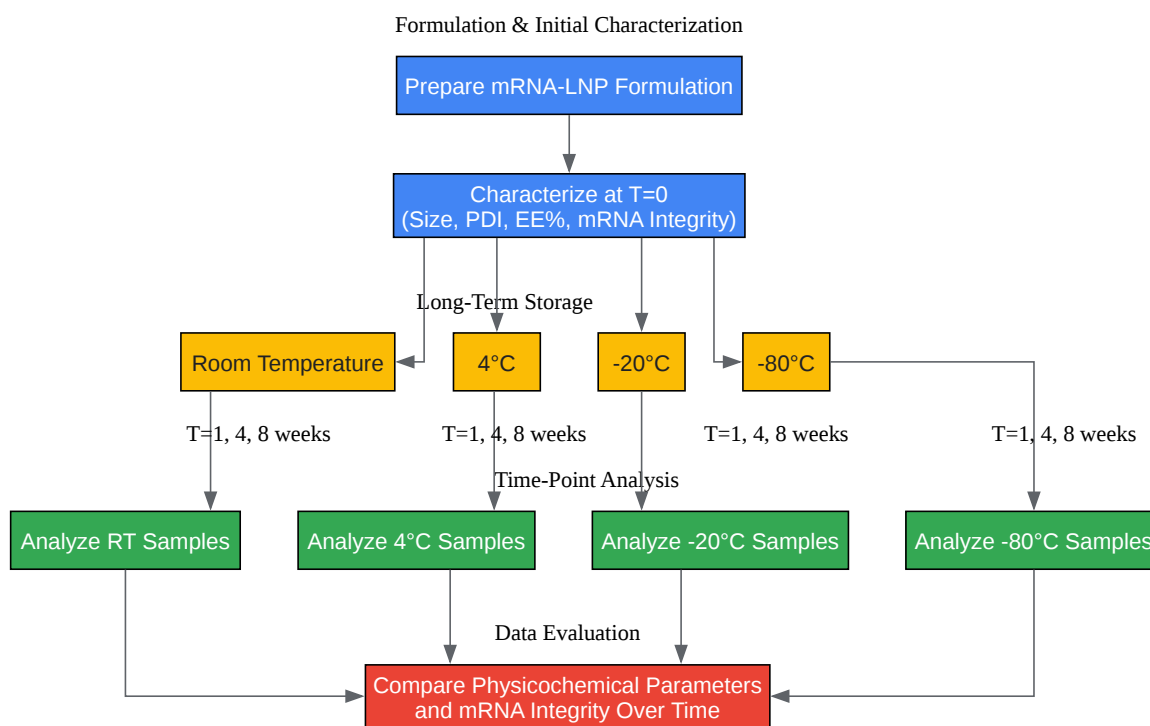 Formulation & Initial Characterization
Prepare mRNA-LNP Formulation
Characterize at T=0
(Size, PDI, EE%, mRNA Integrity)
Long-Term Storage
Room Temperature
4°C
-20°C
-80°C
T=1, 4, 8 weeks
T=1, 4, 8 weeks
T=1, 4, 8 weeks
T=1, 4, 8 weeks
Time-Point Analysis
Analyze RT Samples
Analyze 4°C Samples
Analyze -20°C Samples
Analyze -80°C Samples
Data Evaluation
Compare Physicochemical Parameters
and mRNA Integrity Over Time